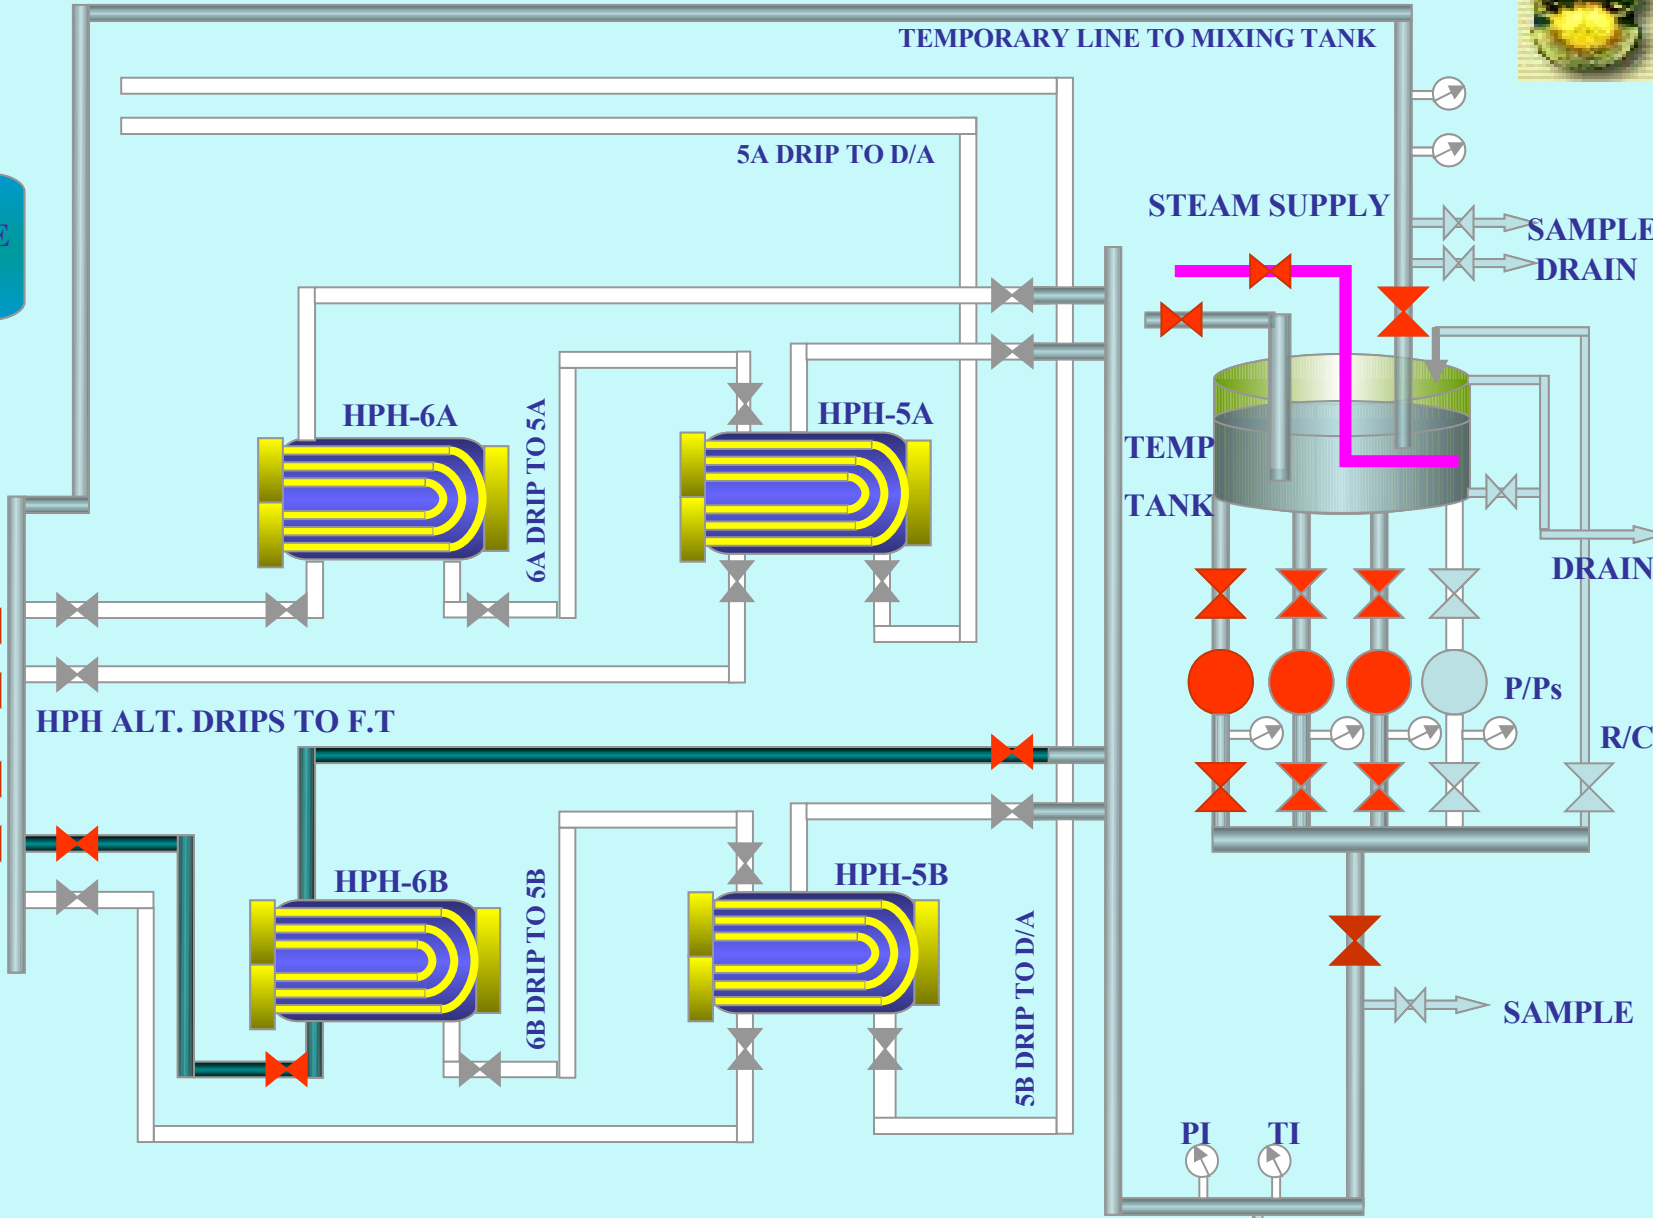 TEMPORARY LINE TO MIXING TANK
5A DRIP TO D/A
STEAM SUPPLY
SAMPLE
E
DRAIN
HPH-6A
6A DRIP TO 5A
HPH-5A
TEMP
TANK
DRAIN
P/Ps
HPH ALT. DRIPS TO F.T
R/C
HPH-6B
6B DRIP TO 5B
HPH-5B
5B DRIP TO D/A
SAMPLE
PI
TI